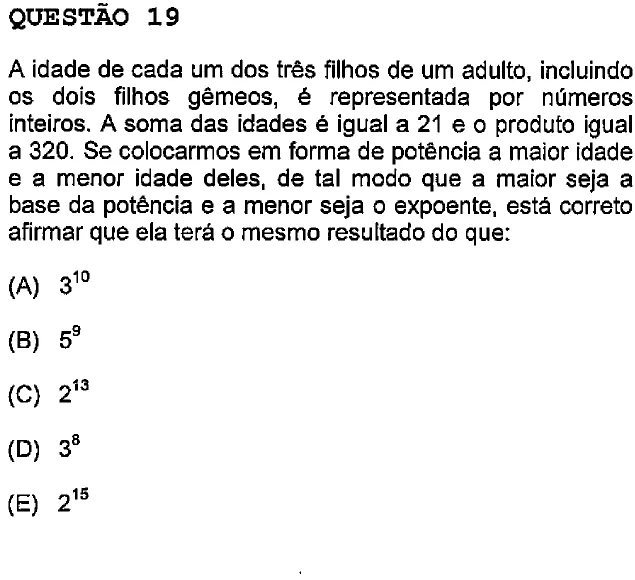 QUESTÃO 19
A idade de cada um dos três filhos de um adulto, incluindo
os dois filhos gêmeos, é representada por números
inteiros. A soma das idades é igual a 21 e o produto igual
a 320. Se colocarmos em forma de potência a maior idade
e a menor idade deles, de tal modo que a maior seja a
base da potência e a menor seja o expoente, está correto
afirmar que ela terá o mesmo resultado do que:
(A) 3¹⁰
(B) 5⁹
(C) 2¹³
(D) 3⁸
(E) 2¹⁵